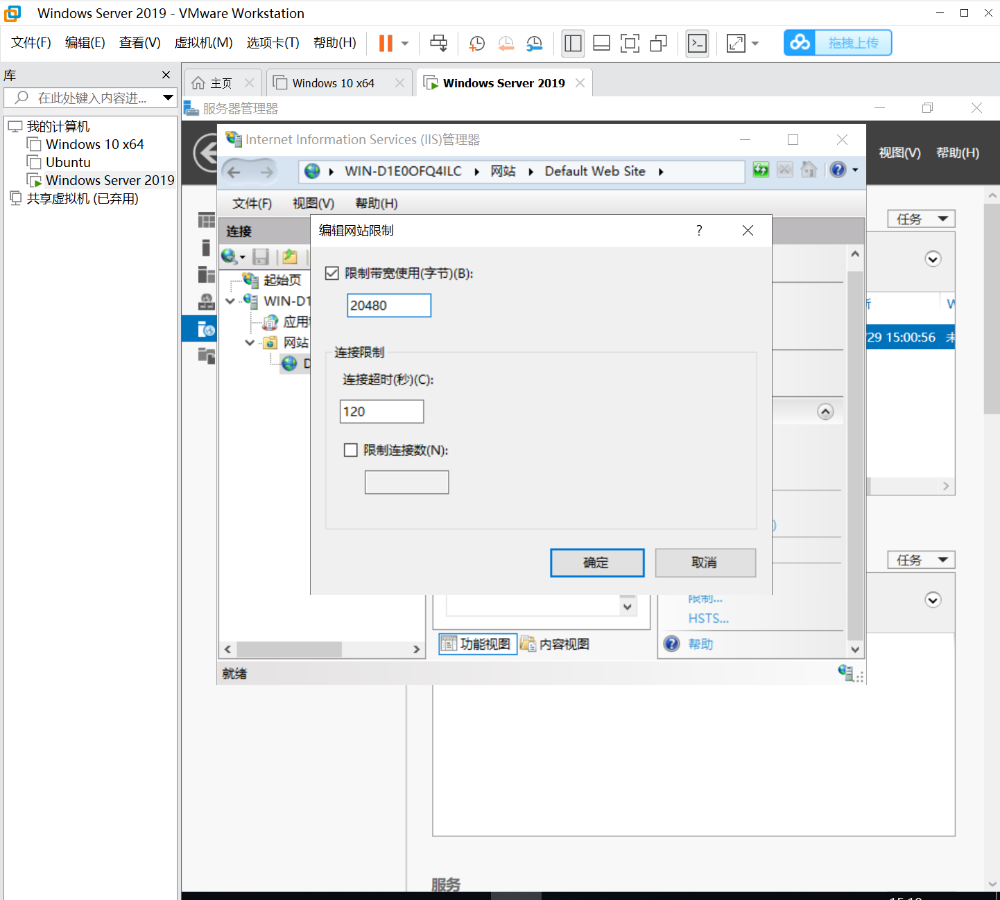 Windows Server 2019 - VMware Workstation
文件(F) 编辑(E) 查看(V) 虚拟机(M) 选项卡(T) 帮助(H) 拖拽上传
库
在此处键入内容进...
我的计算机
Windows 10 x64
Ubuntu
Windows Server 2019
共享虚拟机 (已弃用)
主页 Windows 10 x64 Windows Server 2019
服务器管理器
视图(V) 帮助(H)
Internet Information Services (IIS)管理器
WIN-D1E0OFQ4ILC 网站 Default Web Site
文件(F) 视图(V) 帮助(H)
连接
起始页
WIN-D1
应用
网站
D
编辑网站限制
限制带宽使用(字节)(B):
20480
连接限制
连接超时(秒)(C):
120
限制连接数(N):
确定 取消
限制...
HSTS...
帮助
功能视图 内容视图
就绪
任务
/29 15:00:56
任务
服务